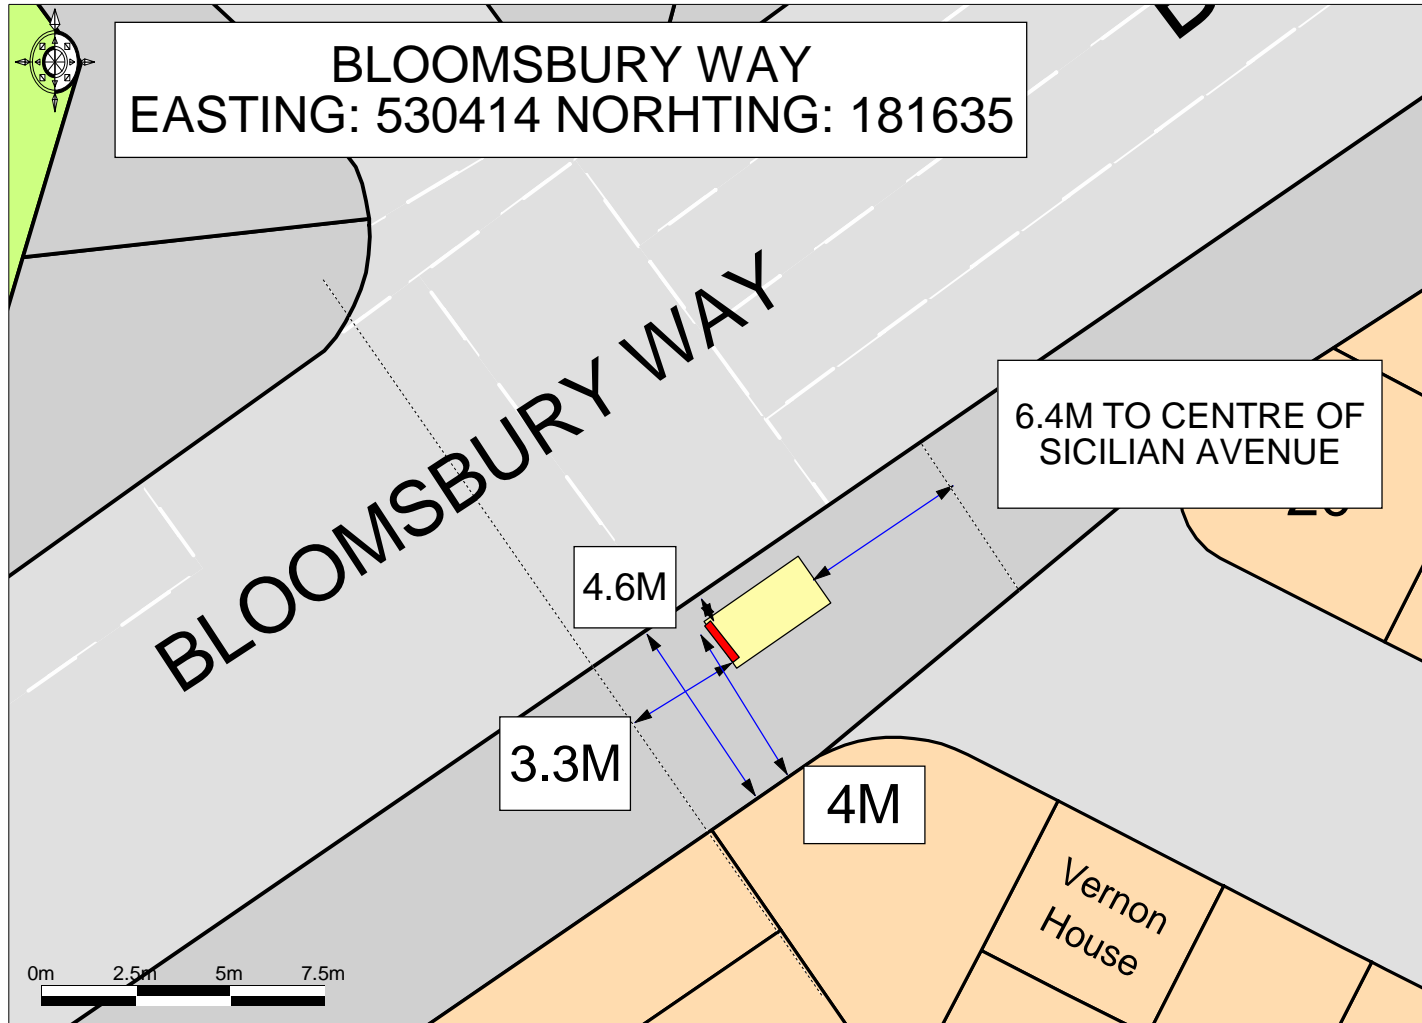 BLOOMSBURY WAY
EASTING: 530414 NORHTING: 181635
BLOOMSBURY WAY
6.4M TO CENTRE OF
SICILIAN AVENUE
4.6M
3.3M
4M
Vernon
House
0m 2.5m 5m 7.5m